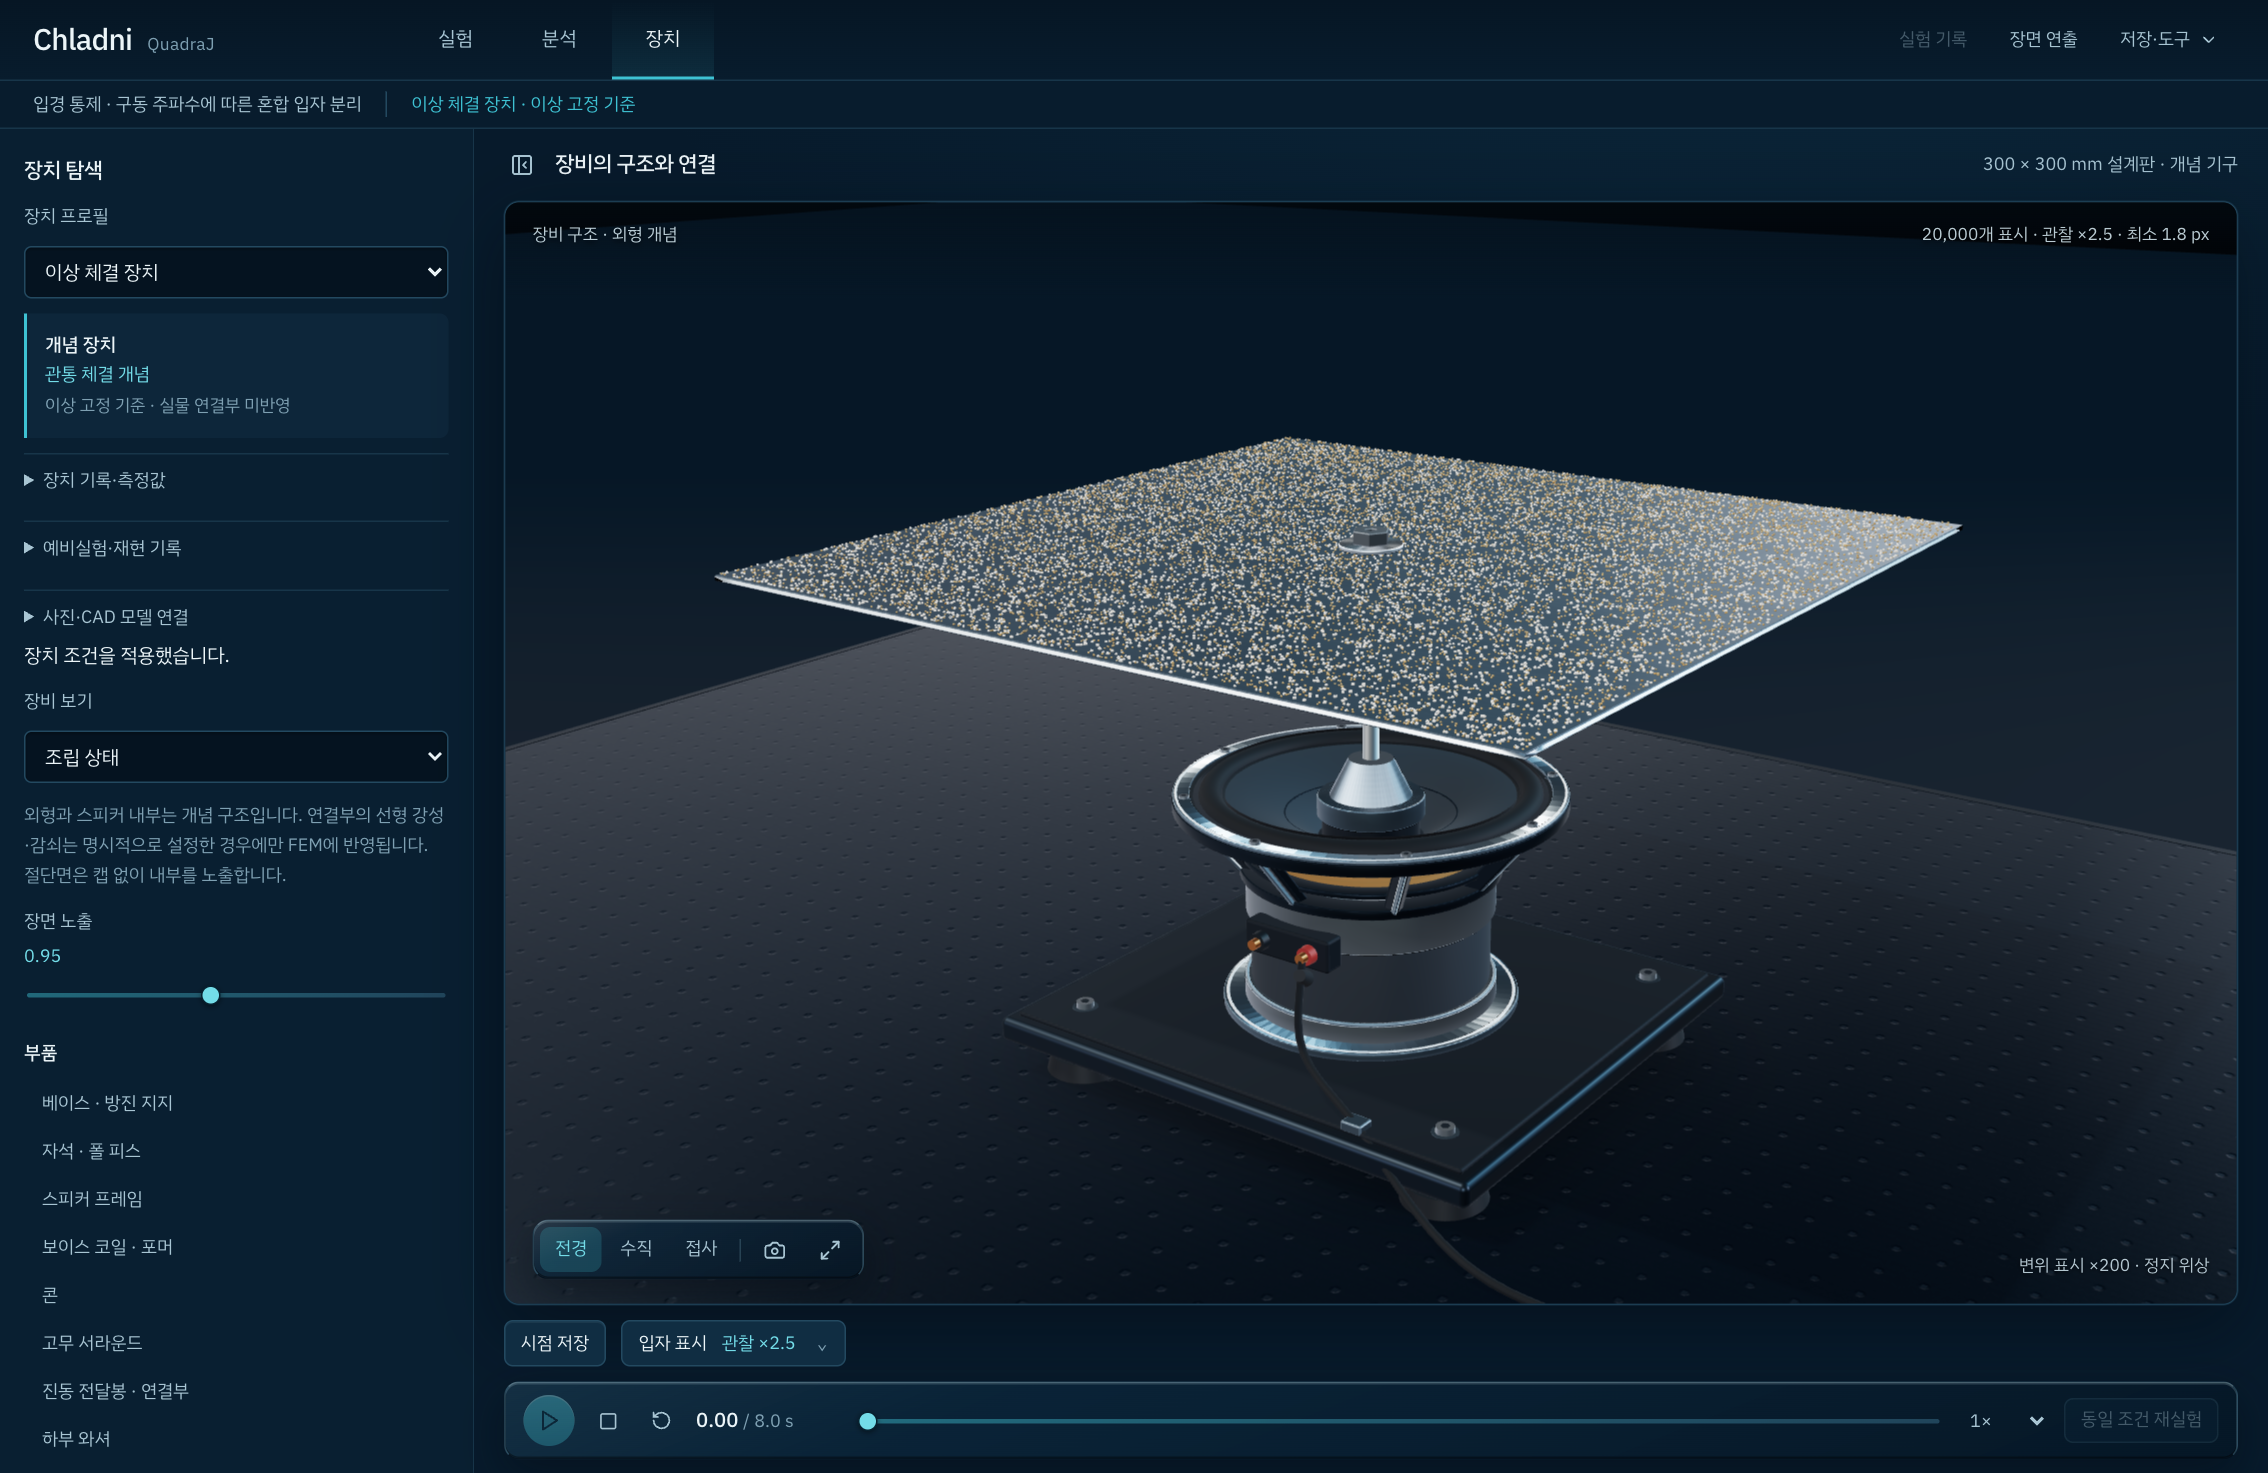 Chladni QuadraJ
실험
분석
장치
실험 기록
장면 연출
저장·도구
입경 통제 · 구동 주파수에 따른 혼합 입자 분리
이상 체결 장치 · 이상 고정 기준
장치 탐색
장치 프로필
이상 체결 장치
개념 장치
관통 체결 개념
이상 고정 기준 · 실물 연결부 미반영
장치 기록·측정값
예비실험·재현 기록
사진·CAD 모델 연결
장치 조건을 적용했습니다.
장비 보기
조립 상태
외형과 스피커 내부는 개념 구조입니다. 연결부의 선형 강성
·감쇠는 명시적으로 설정한 경우에만 FEM에 반영됩니다.
절단면은 캡 없이 내부를 노출합니다.
장면 노출
0.95
부품
베이스 · 방진 지지
자석 · 폴 피스
스피커 프레임
보이스 코일 · 포머
콘
고무 서라운드
진동 전달봉 · 연결부
하부 와셔
장비의 구조와 연결
300 × 300 mm 설계판 · 개념 기구
장비 구조 · 외형 개념
20,000개 표시 · 관찰 ×2.5 · 최소 1.8 px
전경
수직
접사
변위 표시 ×200 · 정지 위상
시점 저장
입자 표시 관찰 ×2.5
0.00 / 8.0 s
1×
동일 조건 재실험